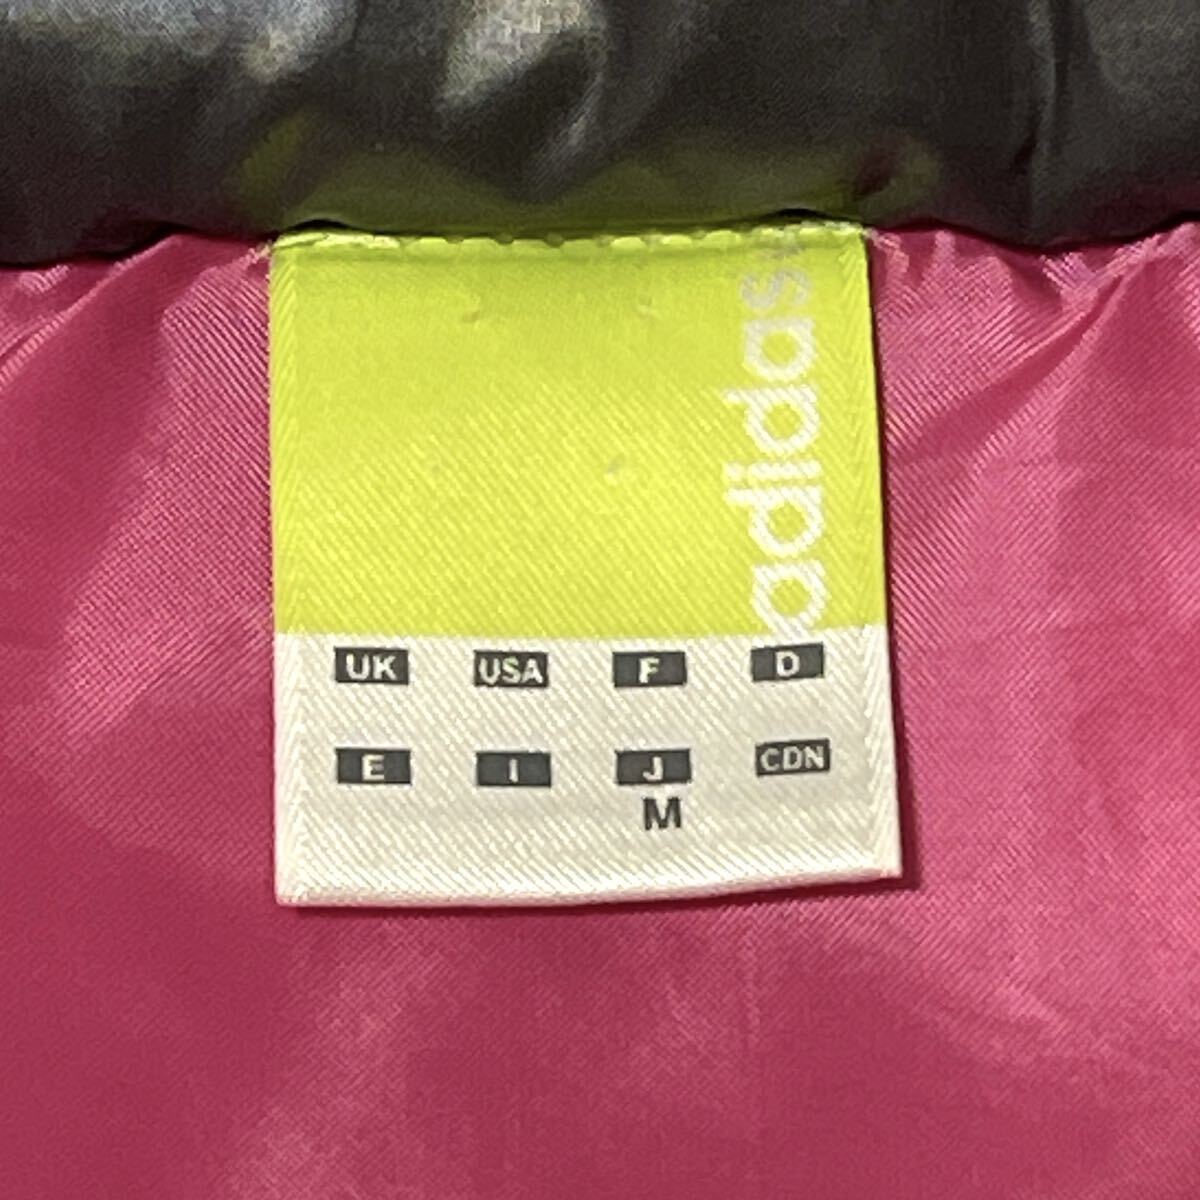 adidas
UK USA F D
E I J CDN
M